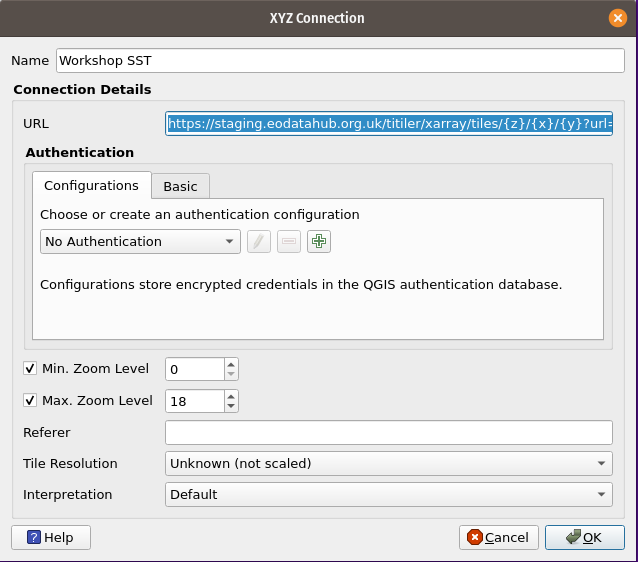 XYZ Connection
Name Workshop SST
Connection Details
URL https://staging.eodatahub.org.uk/titiler/xarray/tiles/{z}/{x}/{y}?url=
Authentication
Configurations Basic
Choose or create an authentication configuration
No Authentication
Configurations store encrypted credentials in the QGIS authentication database.
Min. Zoom Level 0
Max. Zoom Level 18
Referer
Tile Resolution Unknown (not scaled)
Interpretation Default
? Help Cancel OK